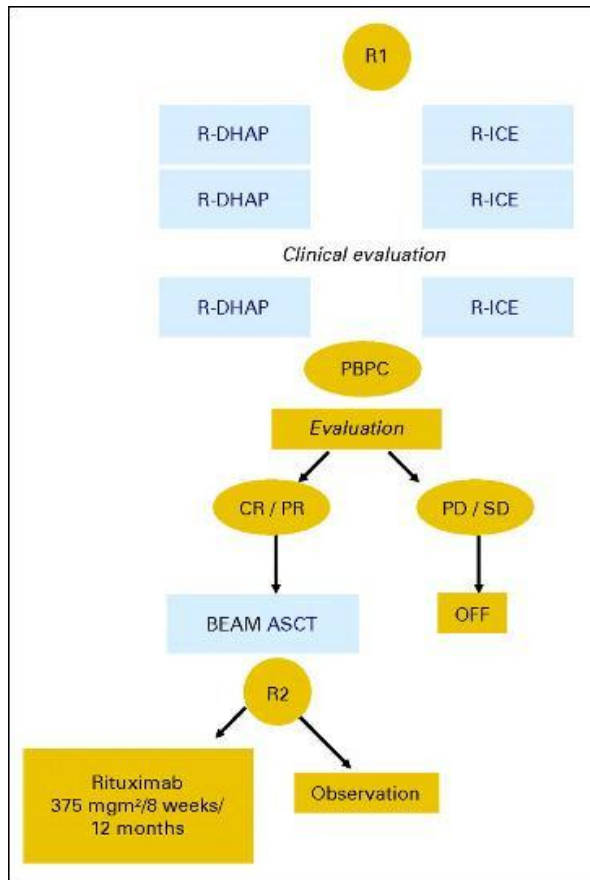 R1
R-DHAP
R-ICE
R-DHAP
R-ICE
Clinical evaluation
R-DHAP
R-ICE
PBPC
Evaluation
CR / PR
PD / SD
BEAM ASCT
OFF
R2
Rituximab
375 mgm²/8 weeks/
12 months
Observation